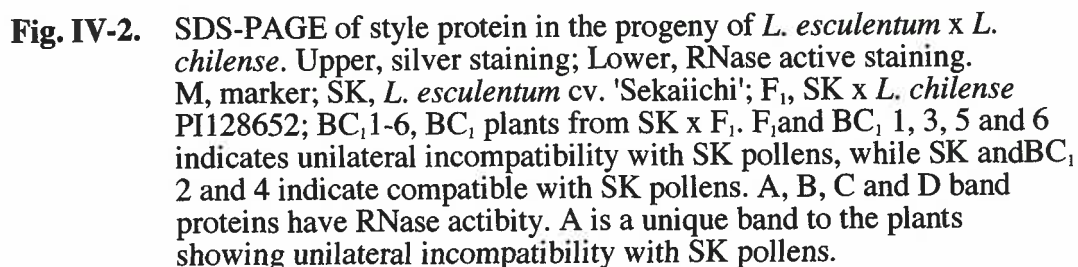 Fig. IV-2. SDS-PAGE of style protein in the progeny of L. esculentum x L.
chilense. Upper, silver staining; Lower, RNase active staining.
M, marker; SK, L. esculentum cv. 'Sekaiichi'; F₁, SK x L. chilense
PI128652; BC₁1-6, BC₁ plants from SK x F₁. F₁and BC₁ 1, 3, 5 and 6
indicates unilateral incompatibility with SK pollens, while SK andBC₁
2 and 4 indicate compatible with SK pollens. A, B, C and D band
proteins have RNase actibity. A is a unique band to the plants
showing unilateral incompatibility with SK pollens.